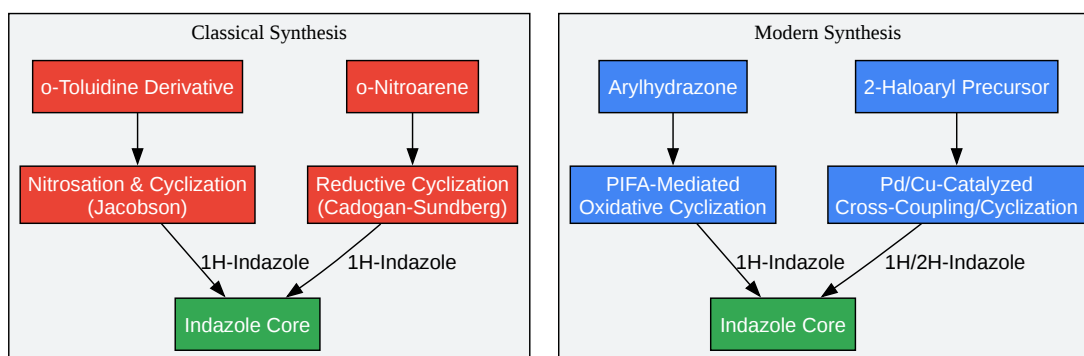 Classical Synthesis
o-Toluidine Derivative
o-Nitroarene
Nitrosation & Cyclization
(Jacobson)
Reductive Cyclization
(Cadogan-Sundberg)
1H-Indazole
1H-Indazole
Indazole Core
Modern Synthesis
Arylhydrazone
2-Haloaryl Precursor
PIFA-Mediated
Oxidative Cyclization
Pd/Cu-Catalyzed
Cross-Coupling/Cyclization
1H-Indazole
1H/2H-Indazole
Indazole Core